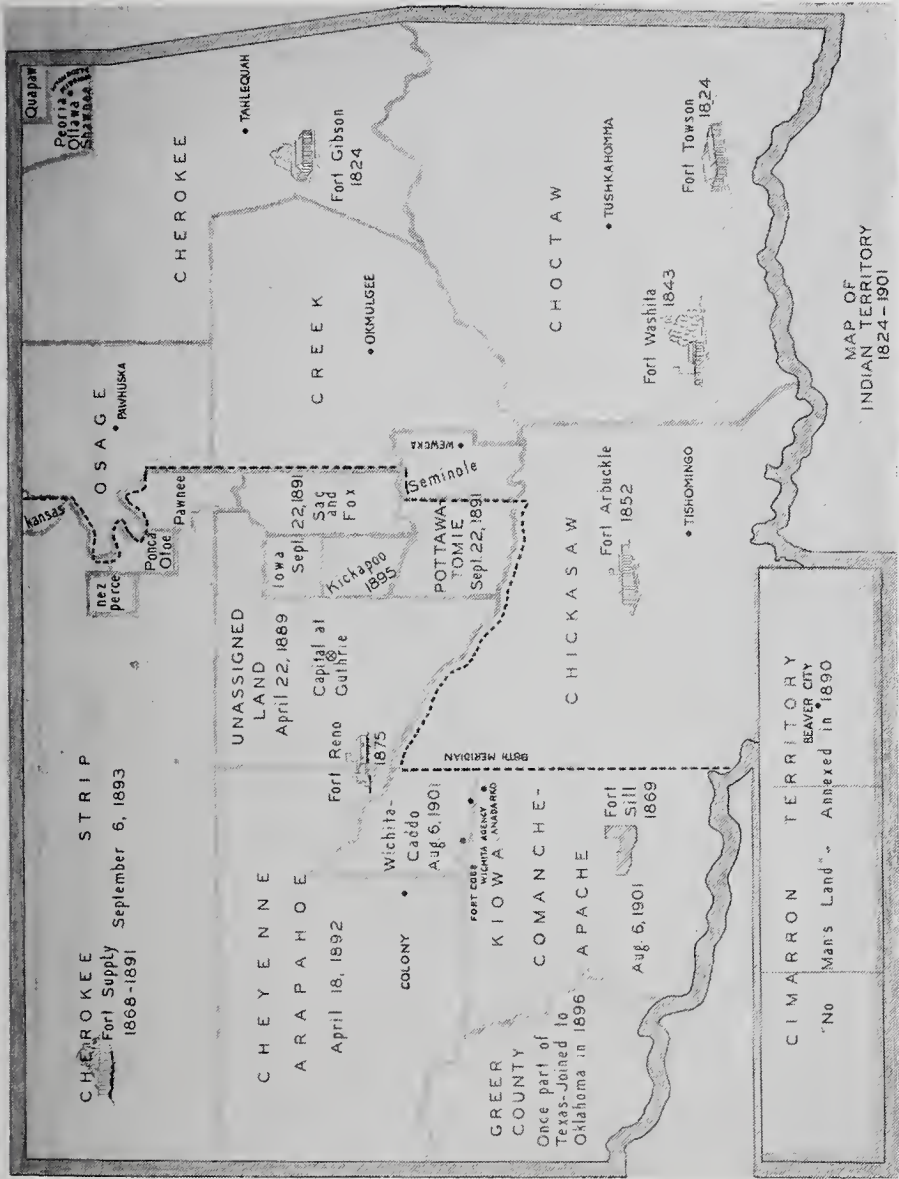 CHEROKEE STRIP
Fort Supply
1868-1891
September 6, 1893
nez
perce
kansas
OSAGE
PAWHUSKA
Ponca
Otoe
Pawnee
Quapaw
Peoria
Ottawa
Shawnee
CHEROKEE
TAHLEQUAH
Fort Gibson
1824
CREEK
OKMULGEE
CHEYENNE
ARAPAHOE
April 18, 1892
UNASSIGNED
LAND
April 22, 1889
Capital at
Guthrie
Fort Reno
1875
Iowa
Sept. 22, 1891
Sac
and
Fox
Kickapoo
1895
POTTAWA-
TOMIE
Sept. 22, 1891
Seminole
WEWOKA
Wichita-
Caddo
Aug. 6, 1901
COLONY
FORT COBB
WICHITA AGENCY
ANADARKO
KIOWA
COMANCHE-
APACHE
Fort
Sill
1869
Aug. 6, 1901
98TH MERIDIAN
GREER
COUNTY
Once part of
Texas-Joined to
Oklahoma in 1896
CHICKASAW
Fort Arbuckle
1852
TISHOMINGO
CHOCTAW
TUSHKAHOMMA
Fort Washita
1843
Fort Towson
1824
CIMARRON TERRITORY
BEAVER CITY
"No Man's Land" - Annexed in 1890
MAP OF
INDIAN TERRITORY
1824-1901